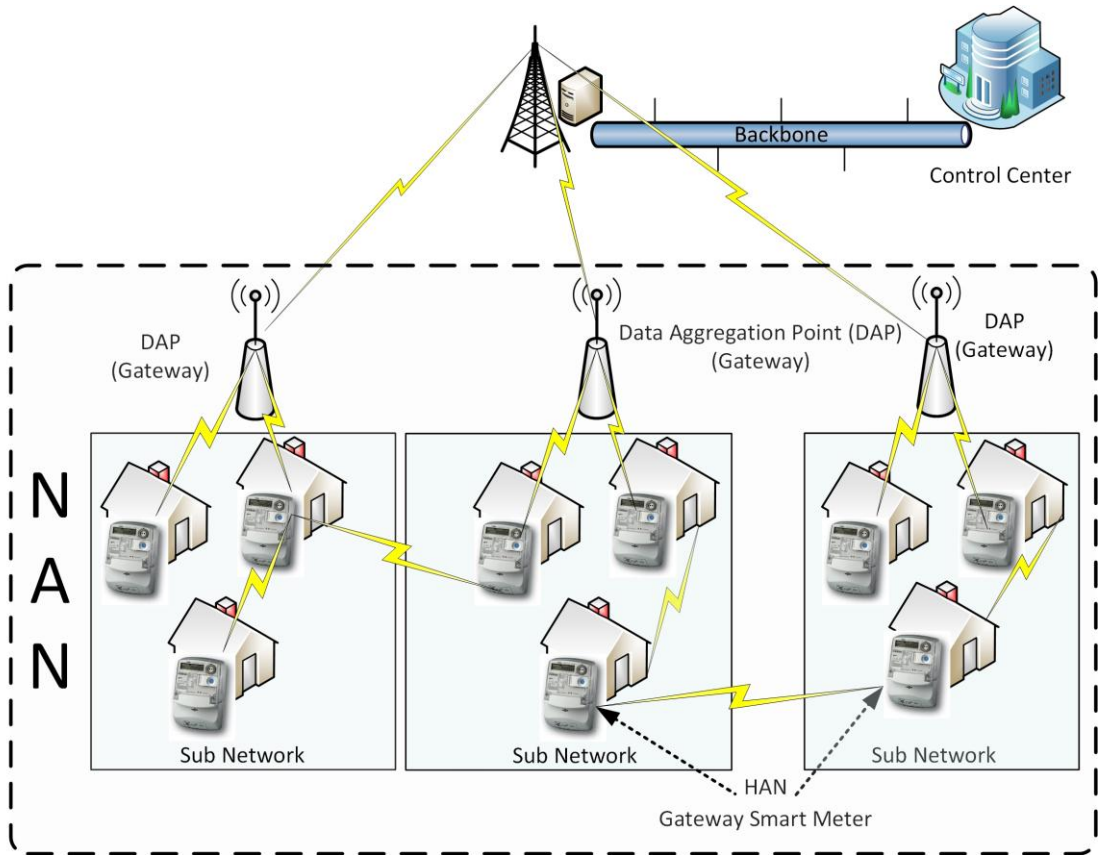 Backbone
Control Center
DAP
(Gateway)
Data Aggregation Point (DAP)
(Gateway)
DAP
(Gateway)
N
A
N
Sub Network
Sub Network
Sub Network
HAN
Gateway Smart Meter